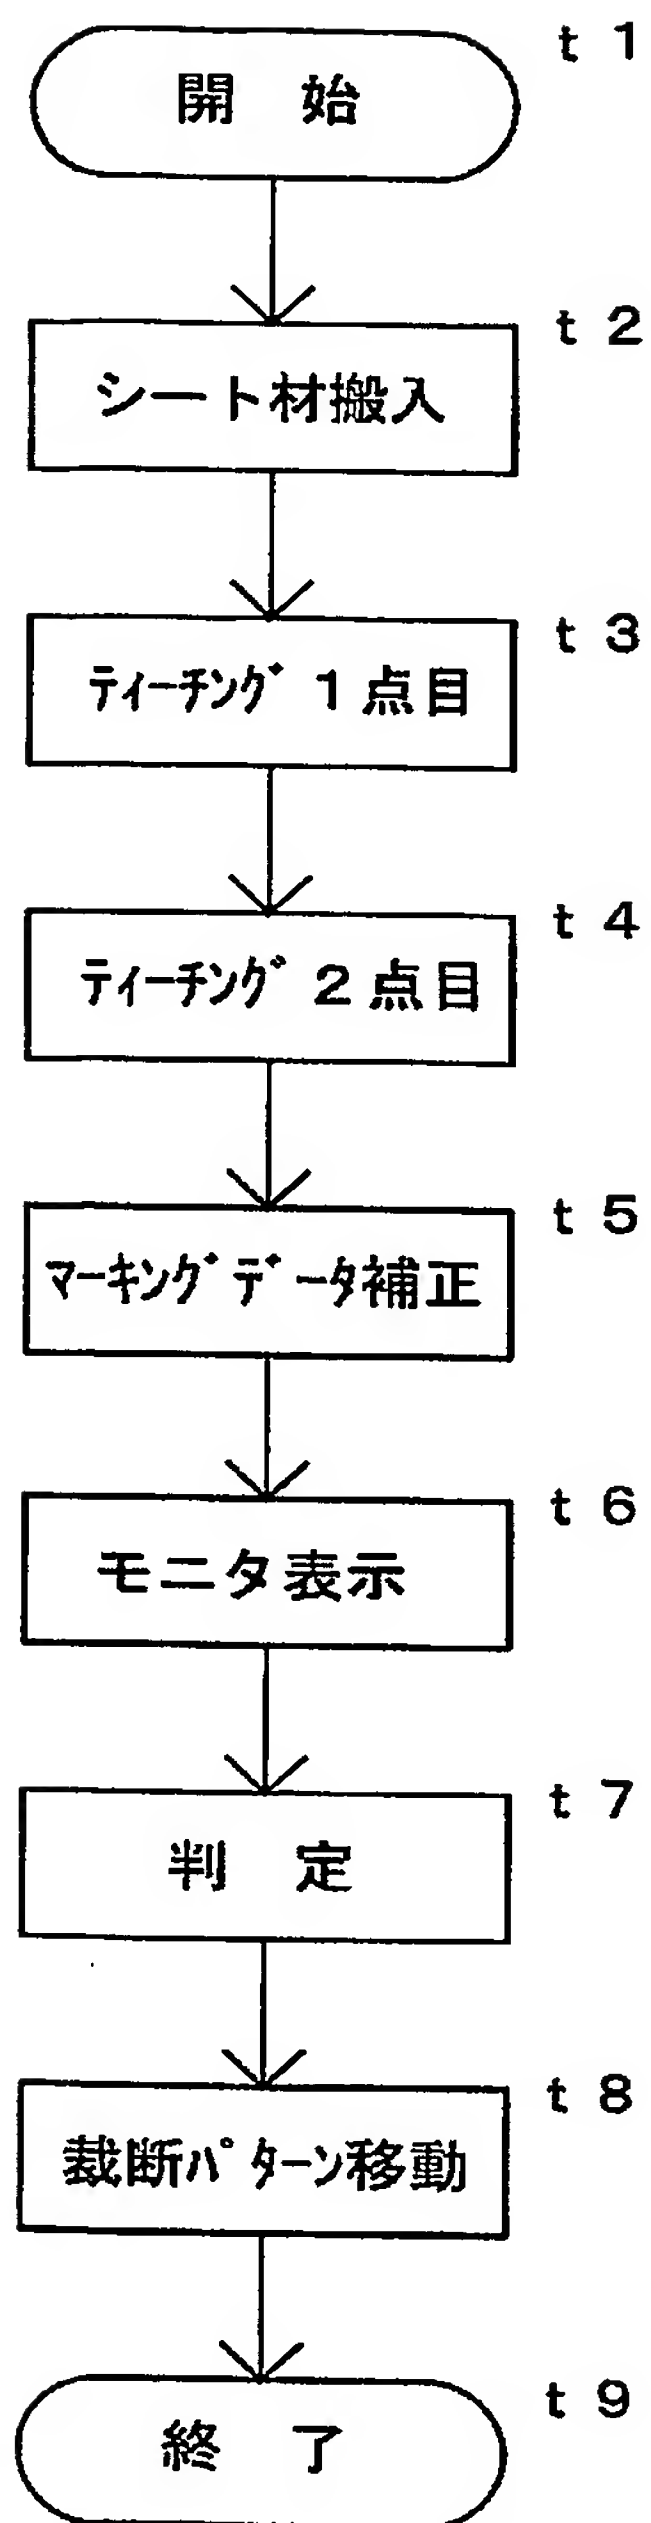 t 1
開　始
t 2
シート材搬入
t 3
ﾃｨｰﾁﾝｸﾞ 1点目
t 4
ﾃｨｰﾁﾝｸﾞ 2点目
t 5
ﾏｰｷﾝｸﾞﾃﾞｰﾀ補正
t 6
モニタ表示
t 7
判　定
t 8
裁断ﾊﾟﾀｰﾝ移動
t 9
終　了